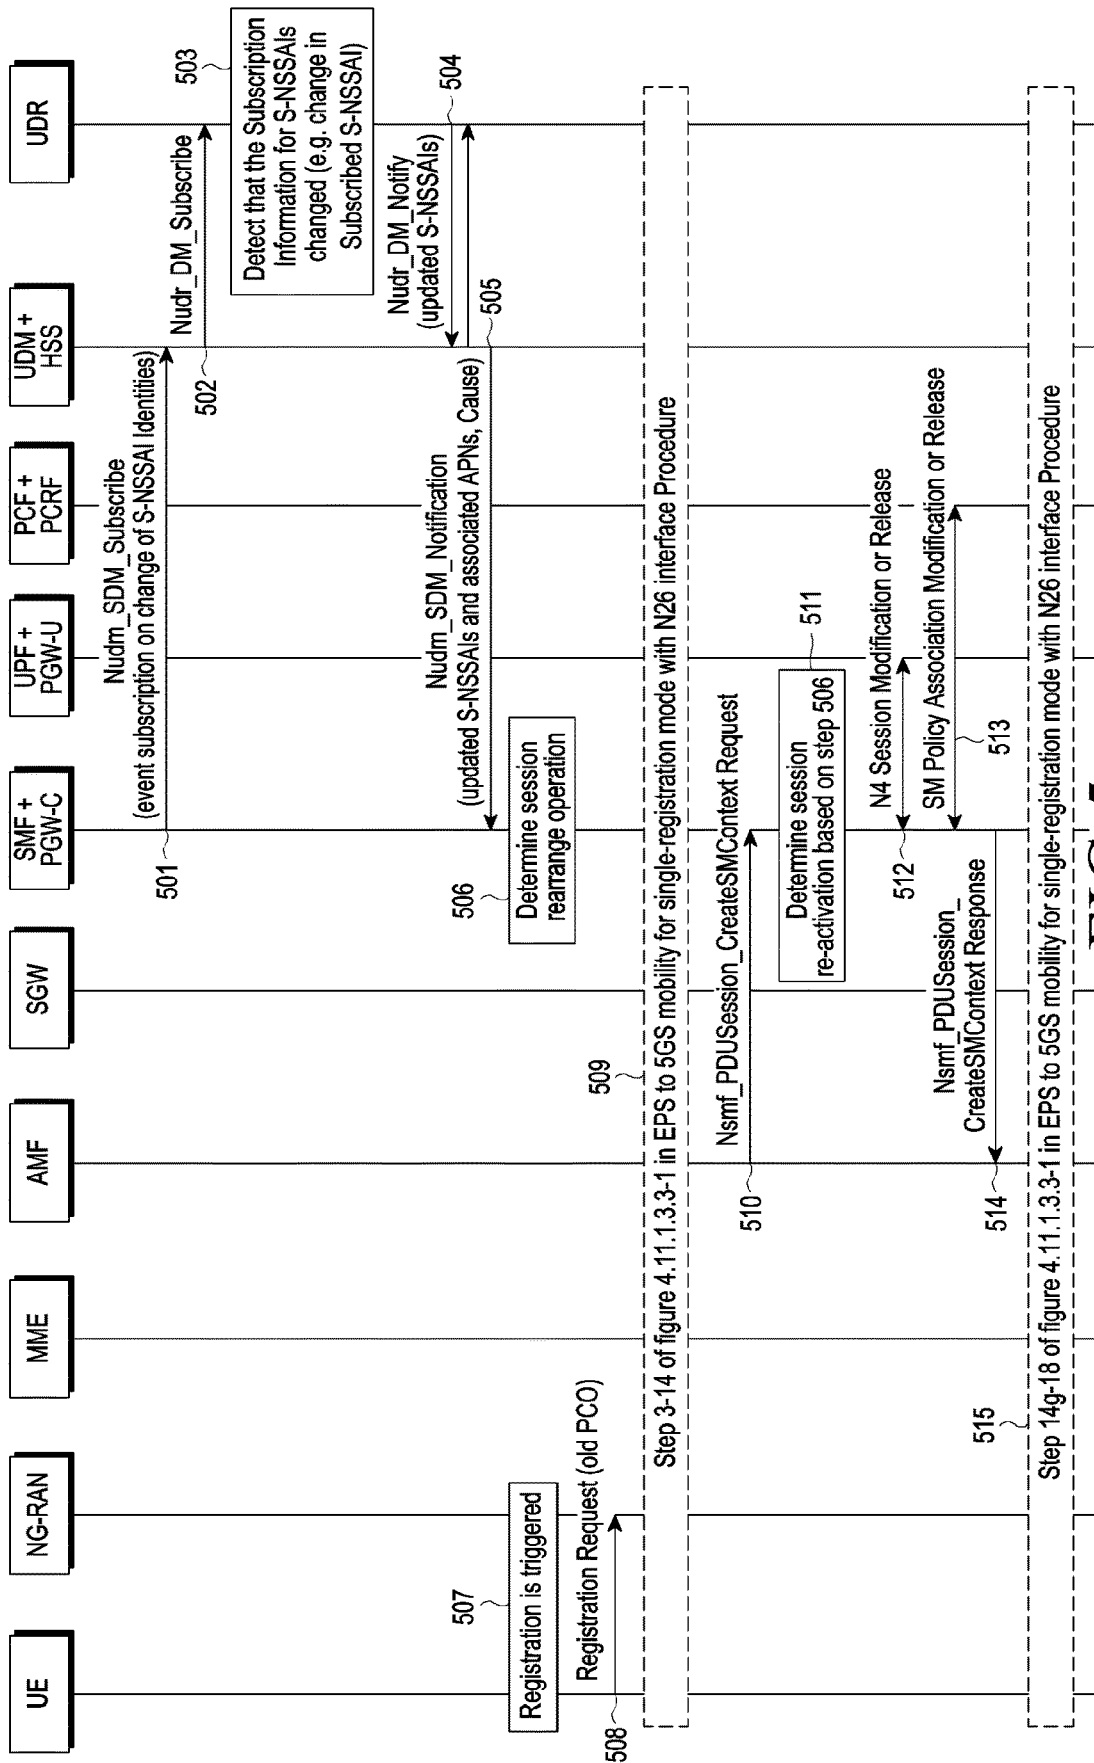 UE
NG-RAN
MME
AMF
SGW
SMF +
PGW-C
UPF +
PGW-U
PCF +
PCRF
UDM +
HSS
UDR
Nudm_SDM_Subscribe
(event subscription on change of S-NSSAI Identities)
501
Nudr_DM_Subscribe
502
503
Detect that the Subscription
Information for S-NSSAIs
changed (e.g. change in
Subscribed S-NSSAI)
504
Nudr_DM_Notify
(updated S-NSSAIs)
505
Nudm_SDM_Notification
(updated S-NSSAIs and associated APNs, Cause)
506
Determine session
rearrange operation
507
Registration is triggered
Registration Request (old PCO)
508
509
Step 3-14 of figure 4.11.1.3.3-1 in EPS to 5GS mobility for single-registration mode with N26 interface Procedure
Nsmf_PDUSession_CreateSMContext Request
510
511
Determine session
re-activation based on step 506
N4 Session Modification or Release
512
SM Policy Association Modification or Release
513
Nsmf_PDUSession_
CreateSMContext Response
514
515
Step 14g-18 of figure 4.11.1.3.3-1 in EPS to 5GS mobility for single-registration mode with N26 interface Procedure